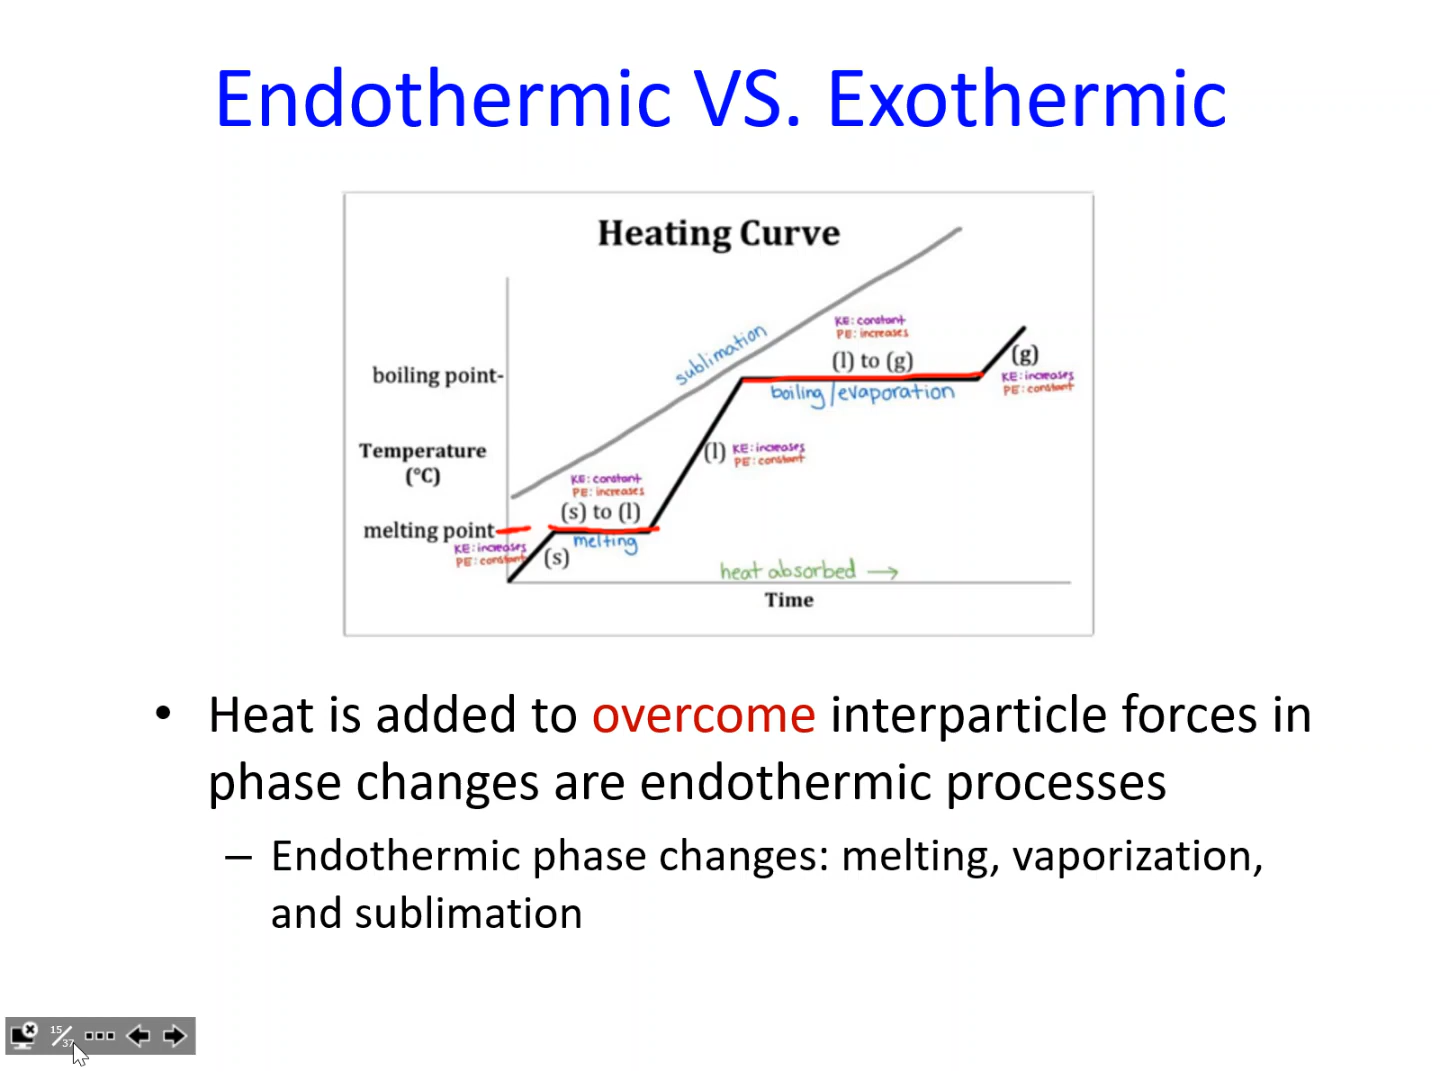 Endothermic VS. Exothermic
Heating Curve
sublimation
KE: constant
PE: increases
(l) to (g)
(g)
boiling point-
KE: increases
PE: constant
boiling/evaporation
Temperature
(°C)
(l)
KE: increases
PE: constant
KE: constant
PE: increases
(s) to (l)
melting point
melting
KE: increases
PE: constant
(s)
heat absorbed →
Time
• Heat is added to overcome interparticle forces in
phase changes are endothermic processes
– Endothermic phase changes: melting, vaporization,
and sublimation
15/37